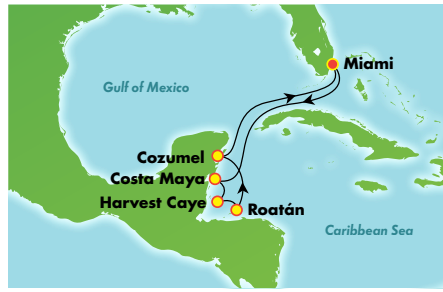 Miami
Gulf of Mexico
Cozumel
Costa Maya
Harvest Caye
Roatán
Caribbean Sea